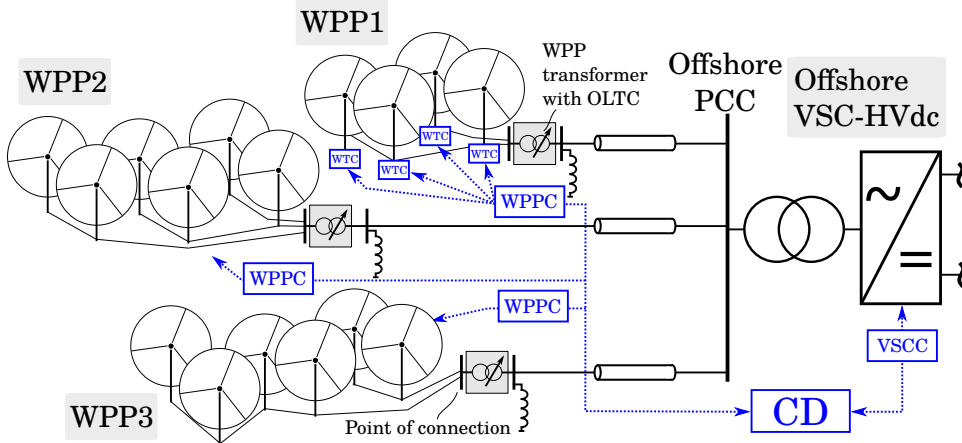 WPP1
WPP
transformer
with OLTC
Offshore
PCC
Offshore
VSC-HVdc
WPP2
WTC
WTC
WTC
WTC
WPPC
~
=
WPPC
WPPC
VSCC
WPP3
Point of connection
CD